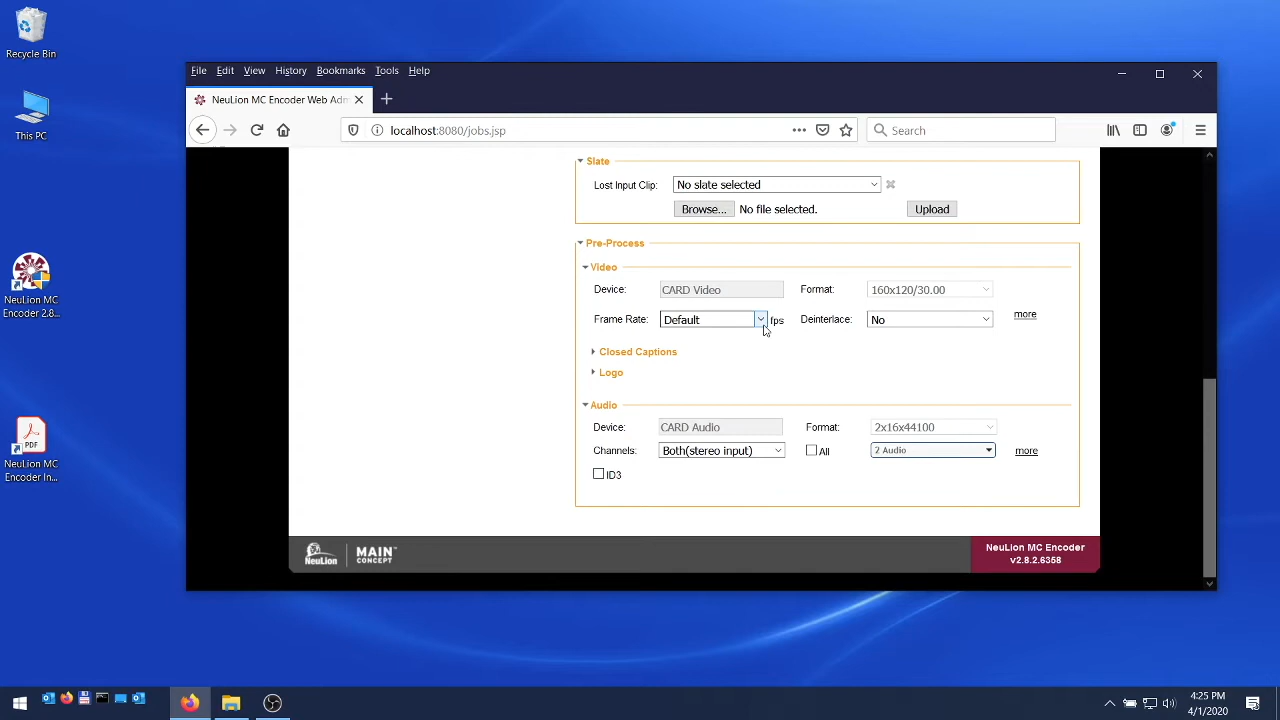 Recycle Bin
This PC
NeuLion MC
Encoder 2.8...
PDF
NeuLion MC
Encoder In...
File Edit View History Bookmarks Tools Help
NeuLion MC Encoder Web Adm
localhost:8080/jobs.jsp
Search
Slate
Lost Input Clip: No slate selected
Browse... No file selected. Upload
Pre-Process
Video
Device: CARD Video Format: 160x120/30.00
Frame Rate: Default fps Deinterlace: No more
Closed Captions
Logo
Audio
Device: CARD Audio Format: 2x16x44100
Channels: Both(stereo input) All 2 Audio more
ID3
NeuLion MAIN CONCEPT
NeuLion MC Encoder
v2.8.2.6358
4:25 PM
4/1/2020